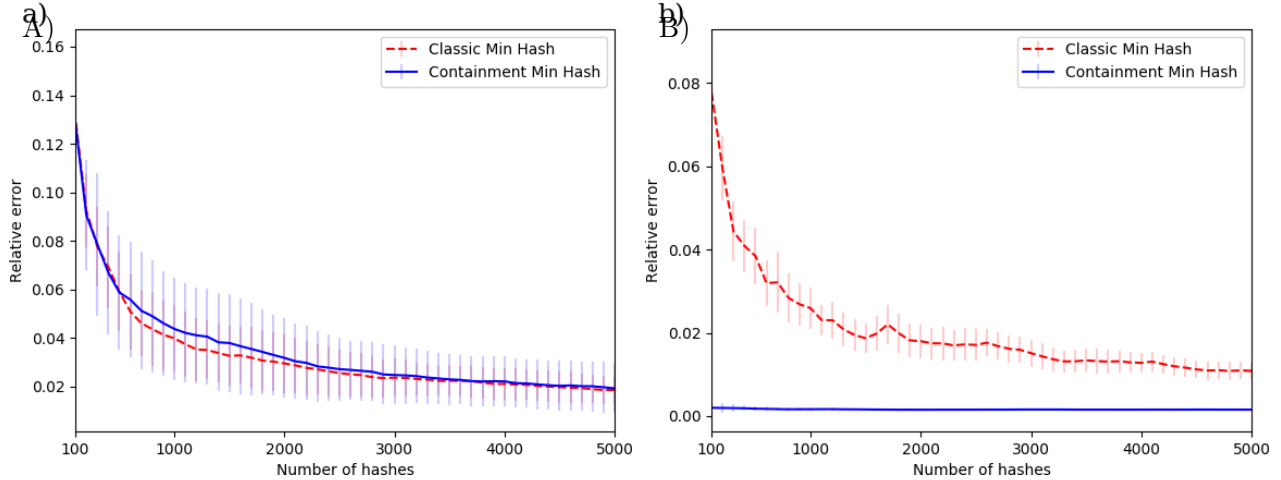 a)
A)
Classic Min Hash
Containment Min Hash
Relative error
0.16
0.14
0.12
0.10
0.08
0.06
0.04
0.02
100 1000 2000 3000 4000 5000
Number of hashes
b)
B)
Classic Min Hash
Containment Min Hash
Relative error
0.08
0.06
0.04
0.02
0.00
100 1000 2000 3000 4000 5000
Number of hashes